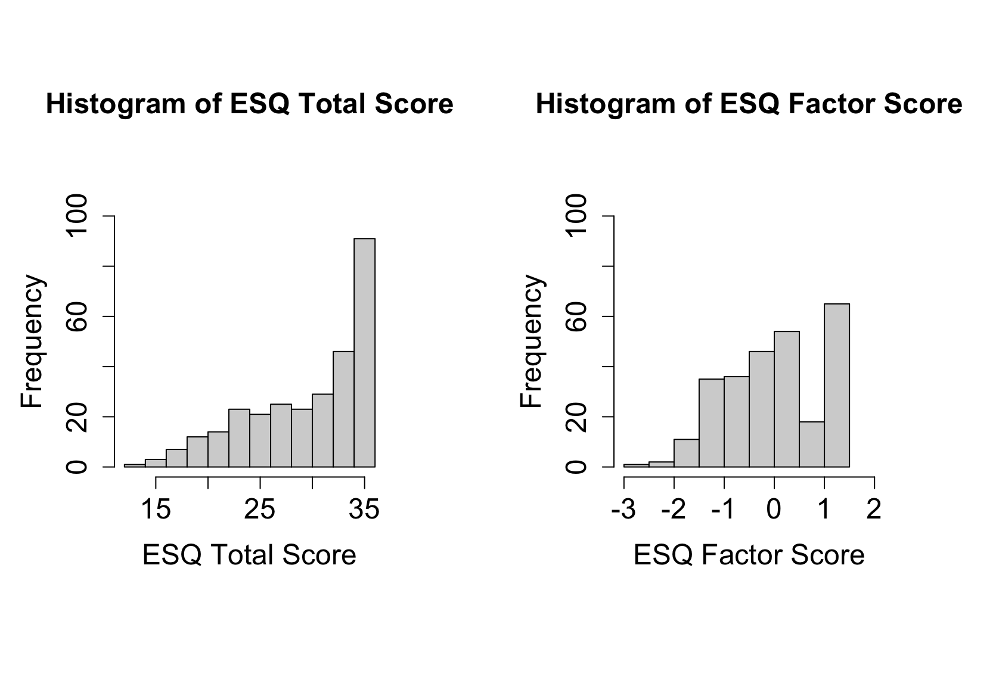 Histogram of ESQ Total Score
Frequency
100
60
20
0
15 25 35
ESQ Total Score
Histogram of ESQ Factor Score
Frequency
100
60
20
0
-3 -2 -1 0 1 2
ESQ Factor Score